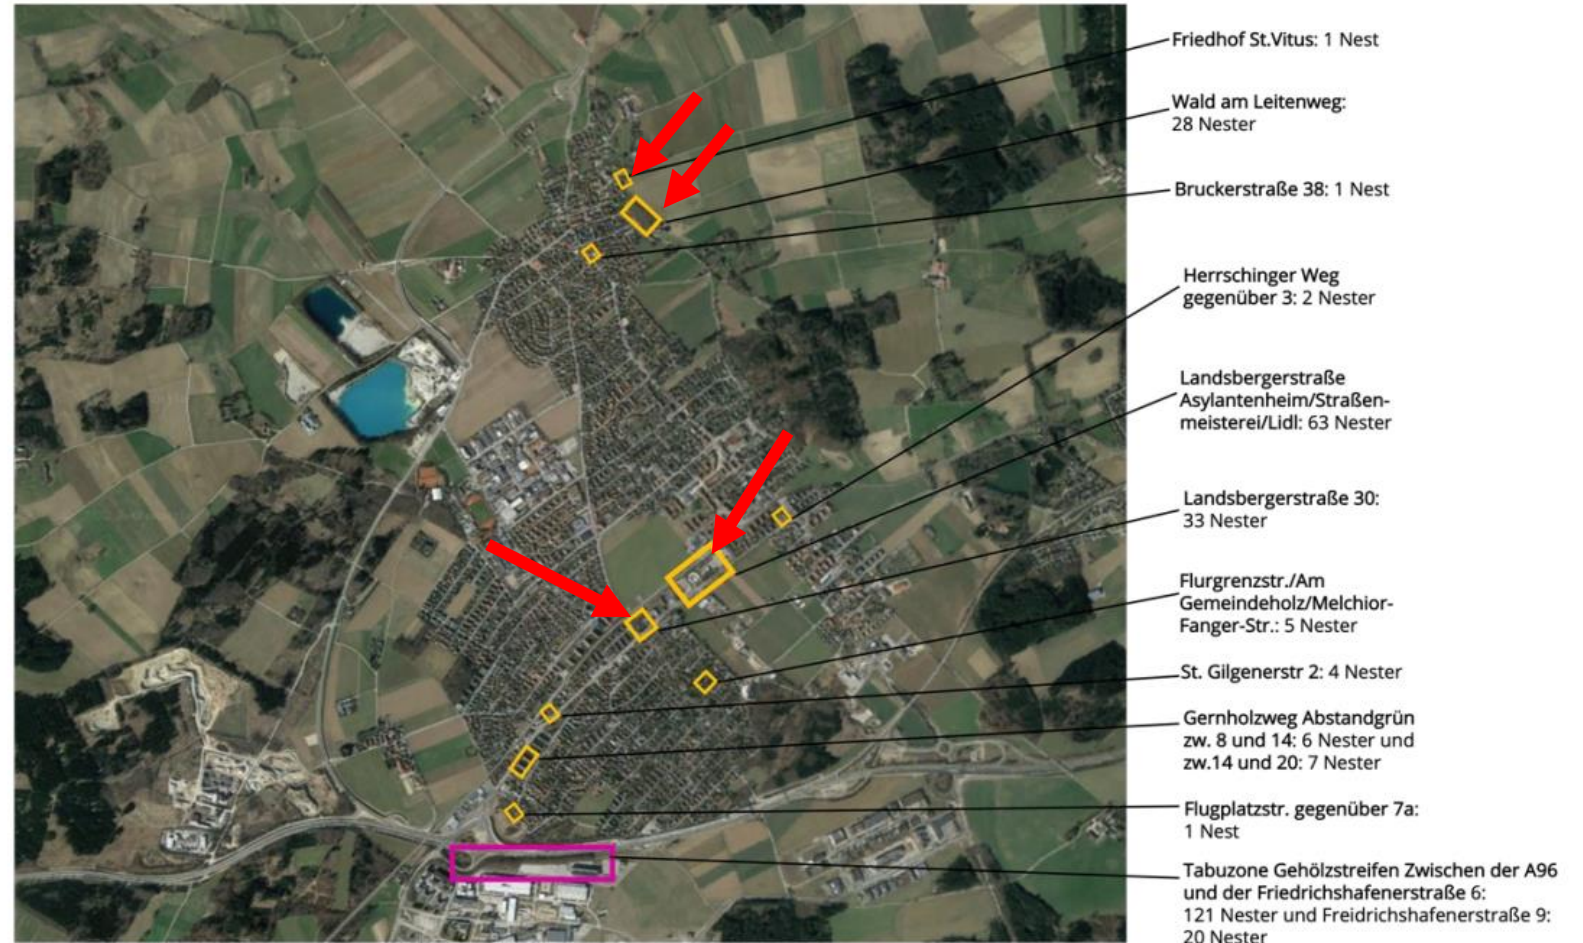 Friedhof St.Vitus: 1 Nest
Wald am Leitenweg:
28 Nester
Bruckerstraße 38: 1 Nest
Herrschinger Weg
gegenüber 3: 2 Nester
Landsbergerstraße
Asylantenheim/Straßen-
meisterei/Lidl: 63 Nester
Landsbergerstraße 30:
33 Nester
Flurgrenzstr./Am
Gemeindeholz/Melchior-
Fanger-Str.: 5 Nester
St. Gilgenerstr 2: 4 Nester
Gernholzweg Abstandgrün
zw. 8 und 14: 6 Nester und
zw.14 und 20: 7 Nester
Flugplatzstr. gegenüber 7a:
1 Nest
Tabuzone Gehölzstreifen Zwischen der A96
und der Friedrichshafenerstraße 6:
121 Nester und Freidrichshafenerstraße 9:
20 Nester